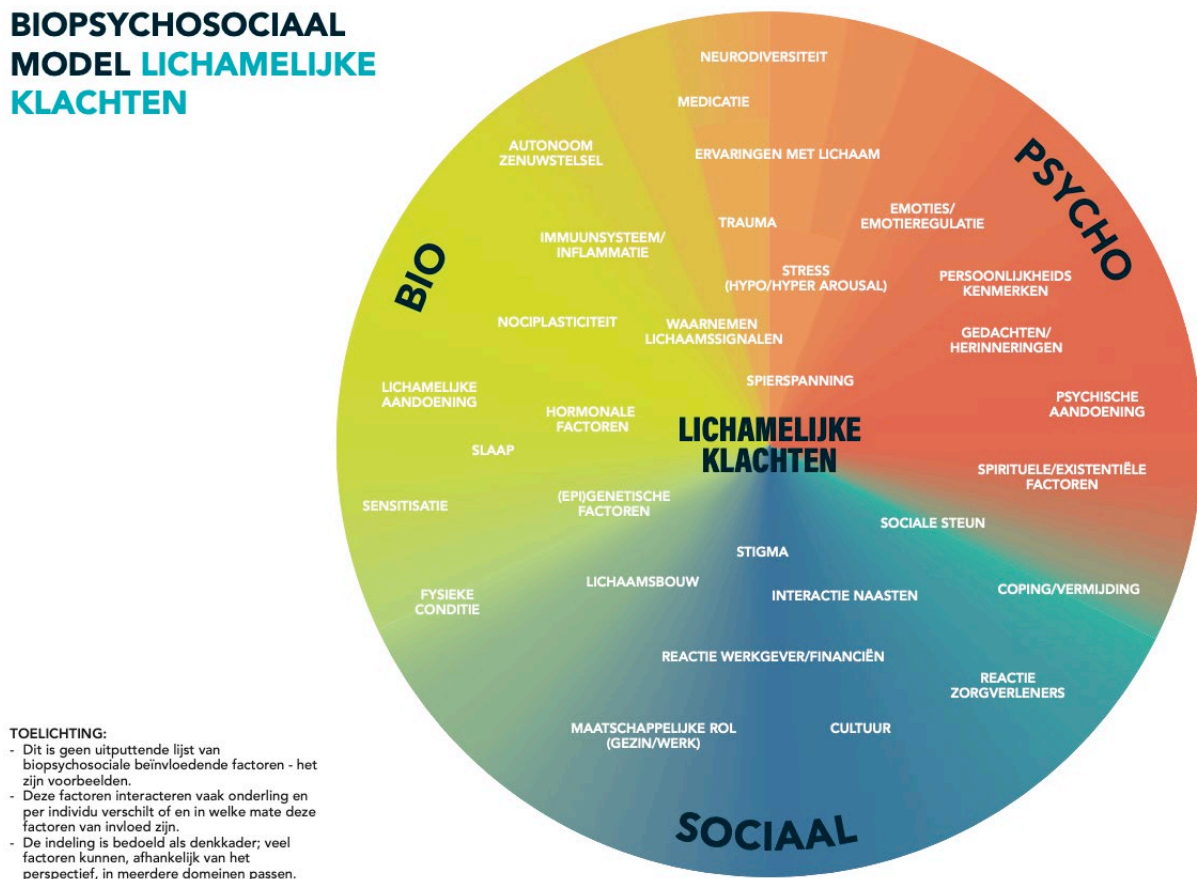 BIOPSYCHOSOCIAAL
MODEL LICHAMELIJKE
KLACHTEN
NEURODIVERSITEIT
MEDICATIE
AUTONOOM
ZENUWSTELSEL
ERVARINGEN MET LICHAAM
PSYCHO
TRAUMA
EMOTIES/
EMOTIEREGULATIE
IMMUUNSYSTEEM/
INFLAMMATIE
BIO
STRESS
(HYPO/HYPER AROUSAL)
PERSOONLIJKHEIDS
KENMERKEN
NOCIPLASTICITEIT
WAARNEMEN
LICHAAMSSIGNALEN
GEDACHTEN/
HERINNERINGEN
SPIERSPANNING
LICHAMELIJKE
AANDOENING
PSYCHISCHE
AANDOENING
HORMONALE
FACTOREN
LICHAMELIJKE
KLACHTEN
SLAAP
SPIRITUELE/EXISTENTIËLE
FACTOREN
SENSITISATIE
(EPI)GENETISCHE
FACTOREN
SOCIALE STEUN
STIGMA
LICHAAMSBOUW
FYSIEKE
CONDITIE
INTERACTIE NAASTEN
COPING/VERMIJDING
REACTIE WERKGEVER/FINANCIËN
REACTIE
ZORGVERLENERS
MAATSCHAPPELIJKE ROL
(GEZIN/WERK)
CULTUUR
SOCIAAL
TOELICHTING:
- Dit is geen uitputtende lijst van
biopsychosociale beïnvloedende factoren - het
zijn voorbeelden.
- Deze factoren interacteren vaak onderling en
per individu verschilt of en in welke mate deze
factoren van invloed zijn.
- De indeling is bedoeld als denkkader; veel
factoren kunnen, afhankelijk van het
perspectief, in meerdere domeinen passen.